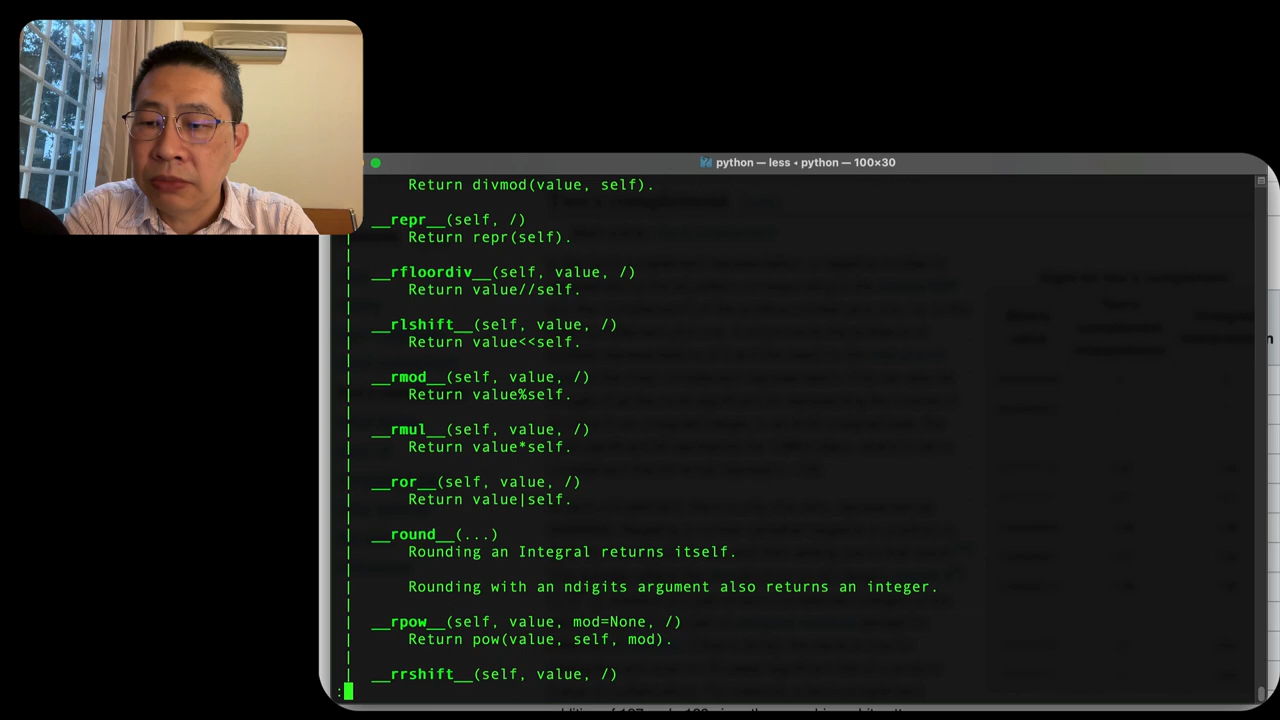 python — less ◂ python — 100×30
Return divmod(value, self).
__repr__(self, /)
Return repr(self).
__rfloordiv__(self, value, /)
Return value//self.
__rlshift__(self, value, /)
Return value<<self.
__rmod__(self, value, /)
Return value%self.
__rmul__(self, value, /)
Return value*self.
__ror__(self, value, /)
Return value|self.
__round__(...)
Rounding an Integral returns itself.
Rounding with an ndigits argument also returns an integer.
__rpow__(self, value, mod=None, /)
Return pow(value, self, mod).
__rrshift__(self, value, /)
: